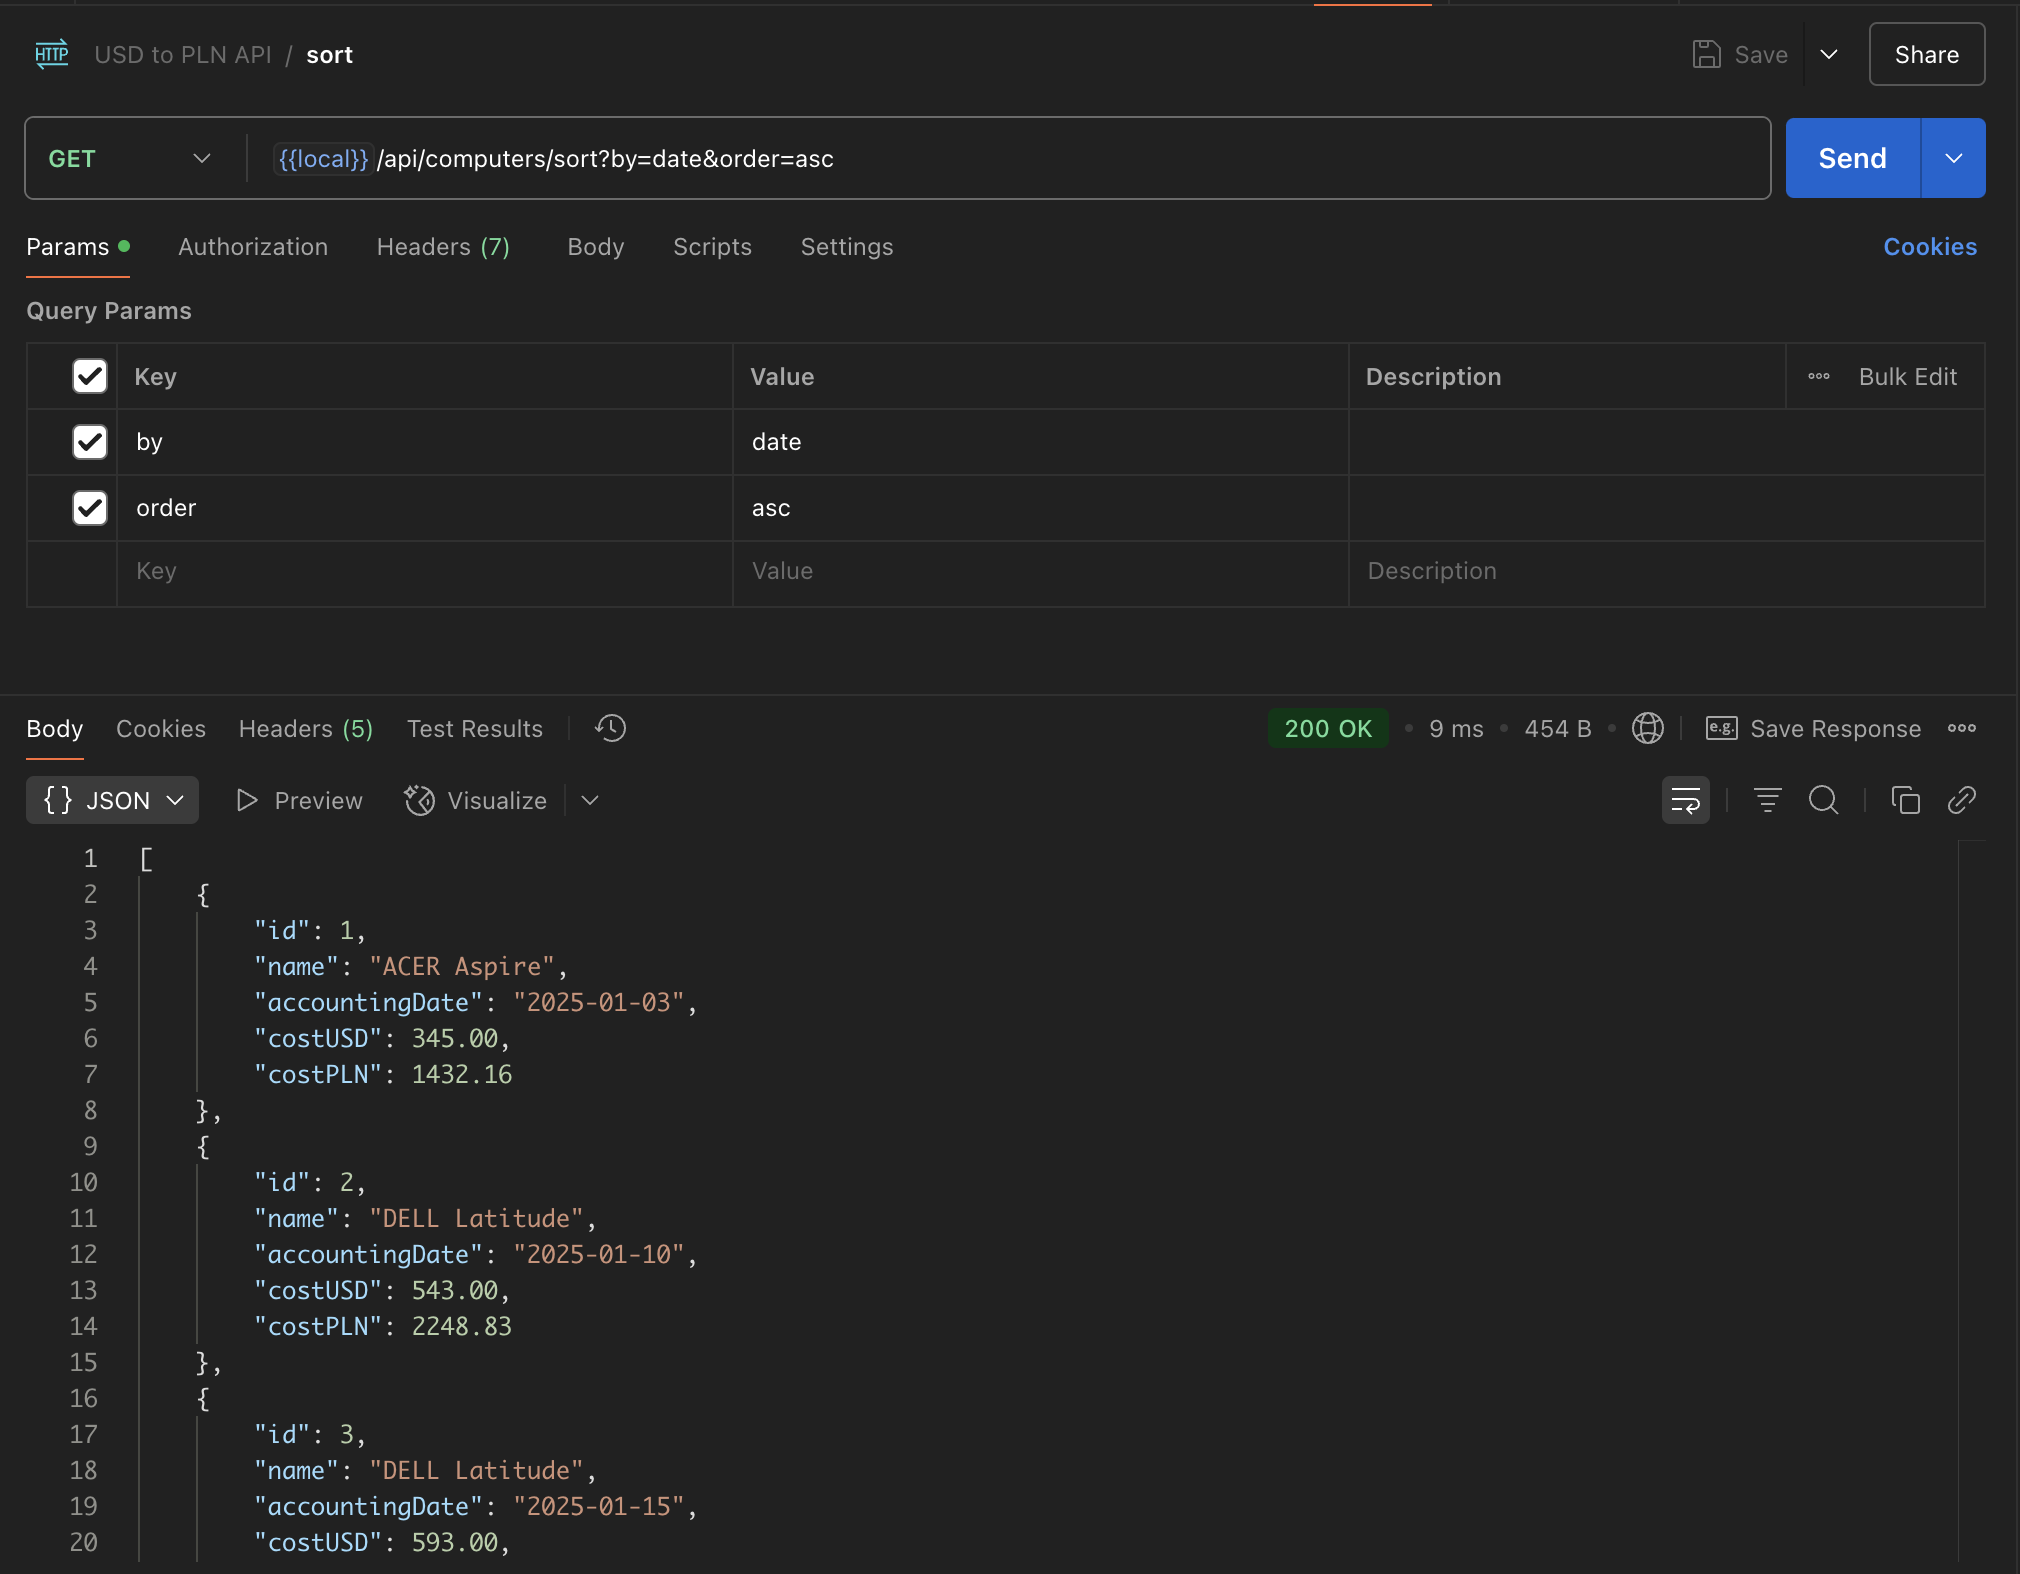 HTTP USD to PLN API / sort Save Share
GET {{local}} /api/computers/sort?by=date&order=asc Send
Params Authorization Headers (7) Body Scripts Settings Cookies
Query Params
Key Value Description Bulk Edit
by date
order asc
Key Value Description
Body Cookies Headers (5) Test Results 200 OK • 9 ms • 454 B • e.g. Save Response
{} JSON Preview Visualize
1 [
2 {
3 "id": 1,
4 "name": "ACER Aspire",
5 "accountingDate": "2025-01-03",
6 "costUSD": 345.00,
7 "costPLN": 1432.16
8 },
9 {
10 "id": 2,
11 "name": "DELL Latitude",
12 "accountingDate": "2025-01-10",
13 "costUSD": 543.00,
14 "costPLN": 2248.83
15 },
16 {
17 "id": 3,
18 "name": "DELL Latitude",
19 "accountingDate": "2025-01-15",
20 "costUSD": 593.00,